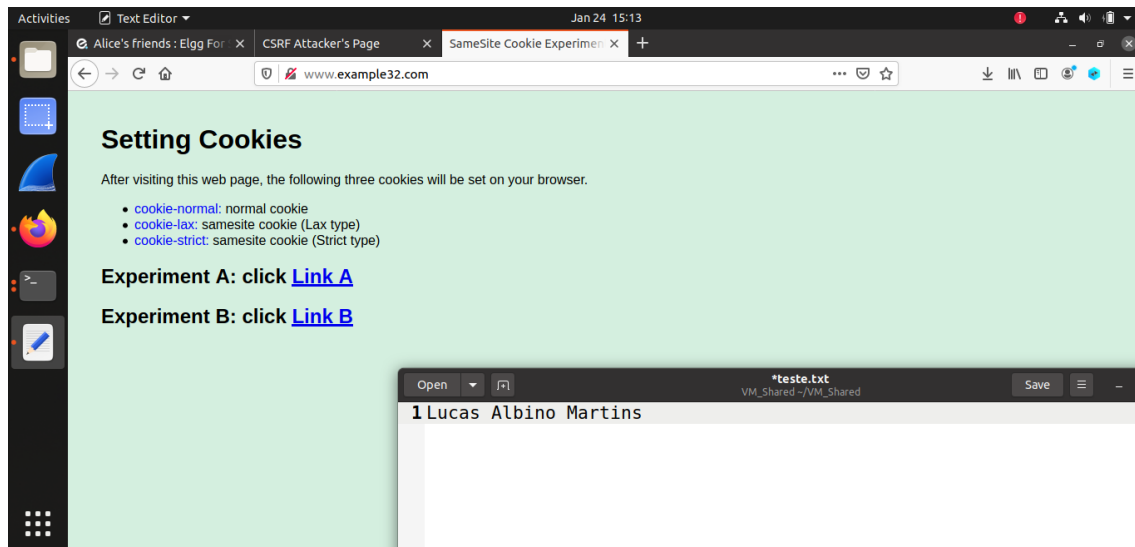 Activities Text Editor Jan 24 15:13
Alice's friends : Elgg For S CSRF Attacker's Page SameSite Cookie Experimen
www.example32.com
Setting Cookies
After visiting this web page, the following three cookies will be set on your browser.
• cookie-normal: normal cookie
• cookie-lax: samesite cookie (Lax type)
• cookie-strict: samesite cookie (Strict type)
Experiment A: click Link A
Experiment B: click Link B
Open *teste.txt Save
VM_Shared ~/VM_Shared
1 Lucas Albino Martins